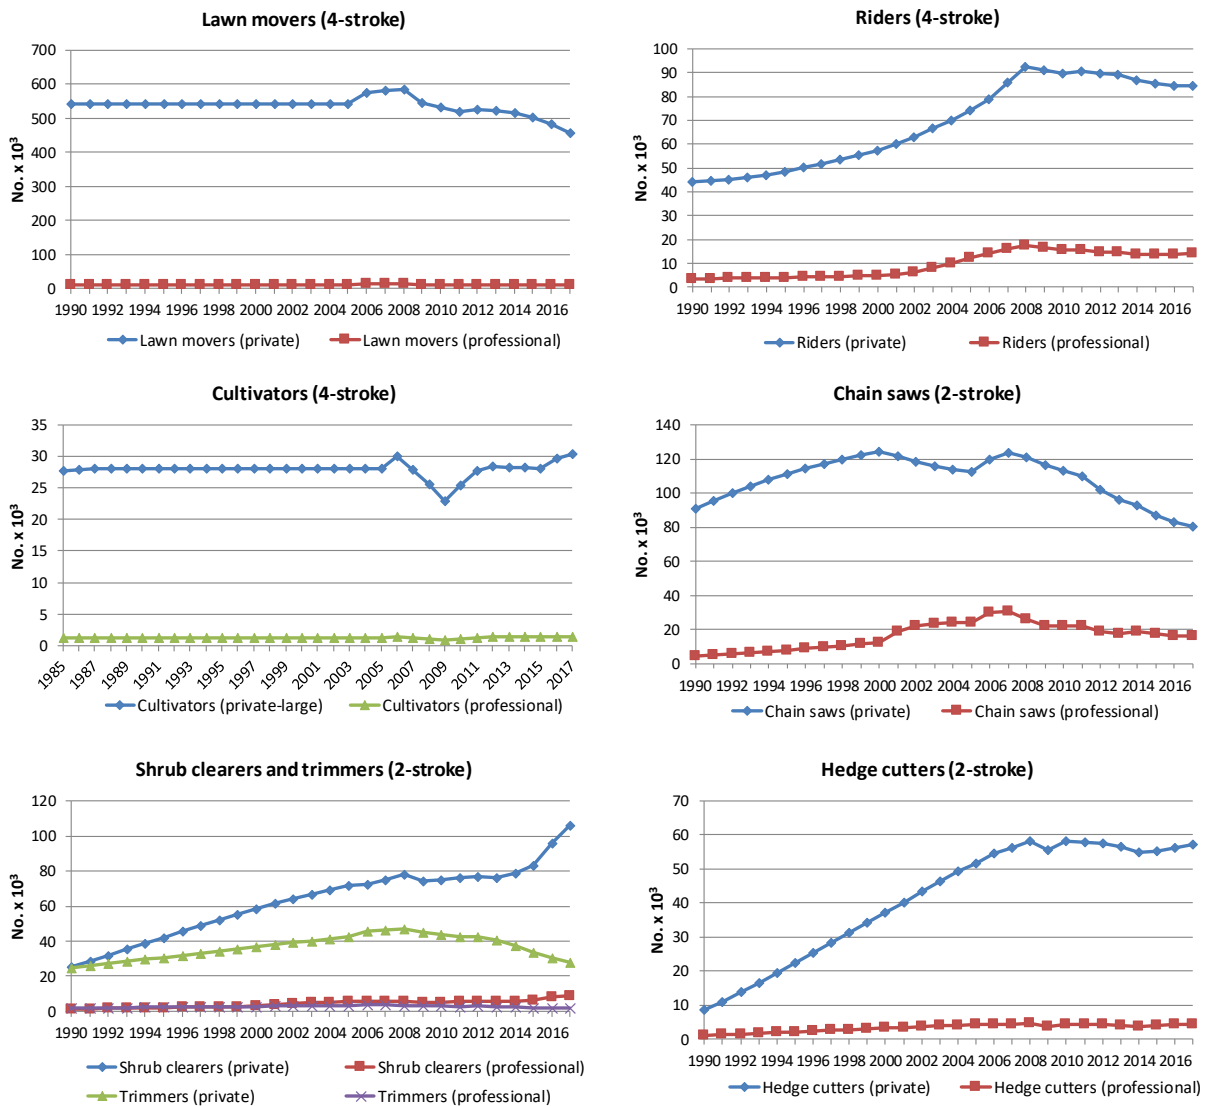 Lawn movers (4-stroke)
No. x 10³
700
600
500
400
300
200
100
0
1990 1992 1994 1996 1998 2000 2002 2004 2006 2008 2010 2012 2014 2016
Lawn movers (private) Lawn movers (professional)
Riders (4-stroke)
No. x 10³
100
90
80
70
60
50
40
30
20
10
0
1990 1992 1994 1996 1998 2000 2002 2004 2006 2008 2010 2012 2014 2016
Riders (private) Riders (professional)
Cultivators (4-stroke)
No. x 10³
35
30
25
20
15
10
5
0
1985 1987 1989 1991 1993 1995 1997 1999 2001 2003 2005 2007 2009 2011 2013 2015 2017
Cultivators (private-large) Cultivators (professional)
Chain saws (2-stroke)
No. x 10³
140
120
100
80
60
40
20
0
1990 1992 1994 1996 1998 2000 2002 2004 2006 2008 2010 2012 2014 2016
Chain saws (private) Chain saws (professional)
Shrub clearers and trimmers (2-stroke)
No. x 10³
120
100
80
60
40
20
0
1990 1992 1994 1996 1998 2000 2002 2004 2006 2008 2010 2012 2014 2016
Shrub clearers (private) Shrub clearers (professional)
Trimmers (private) Trimmers (professional)
Hedge cutters (2-stroke)
No. x 10³
70
60
50
40
30
20
10
0
1990 1992 1994 1996 1998 2000 2002 2004 2006 2008 2010 2012 2014 2016
Hedge cutters (private) Hedge cutters (professional)